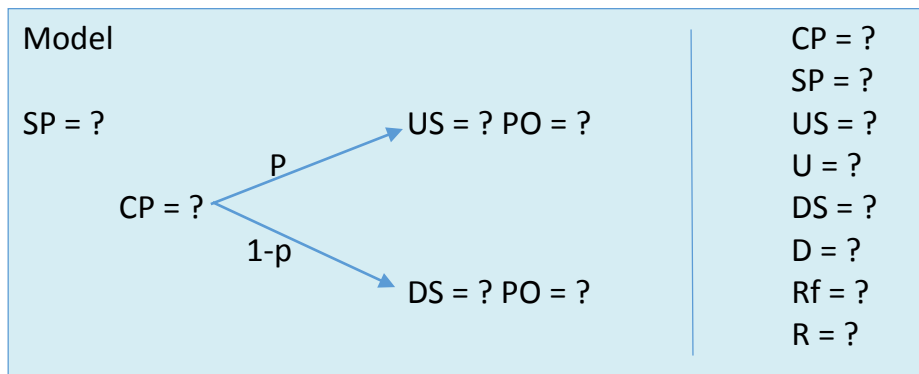 Model
SP = ?
US = ? PO = ?
P
CP = ?
1-p
DS = ? PO = ?
CP = ?
SP = ?
US = ?
U = ?
DS = ?
D = ?
Rf = ?
R = ?